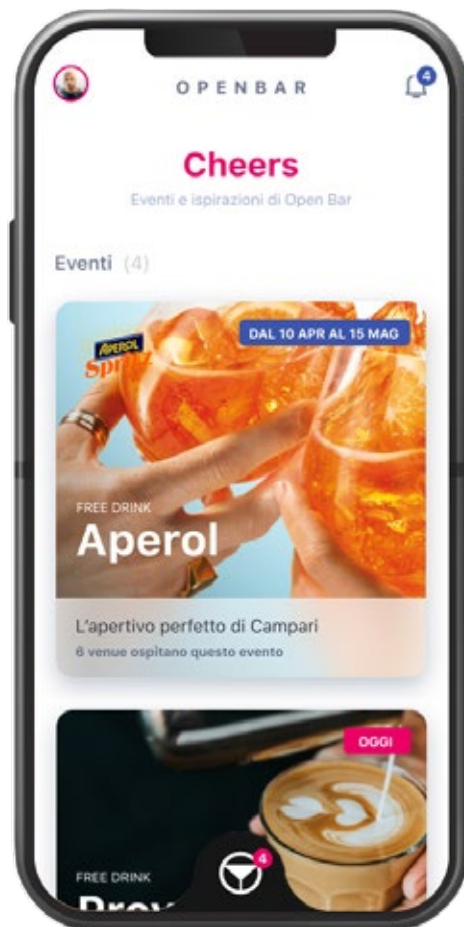 4
OPENBAR
Cheers
Eventi e ispirazioni di Open Bar
Eventi (4)
DAL 10 APR AL 15 MAG
APEROL
Spritz
FREE DRINK
Aperol
L'apertivo perfetto di Campari
6 venue ospitano questo evento
OGGI
4
FREE DRINK